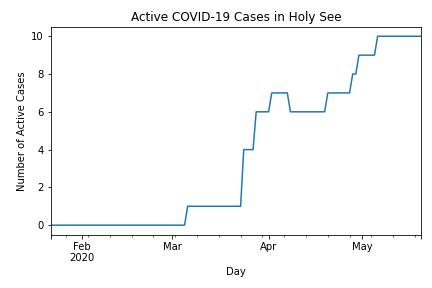 Active COVID-19 Cases in Holy See
Number of Active Cases
10
8
6
4
2
0
Feb
2020
Mar
Apr
May
Day